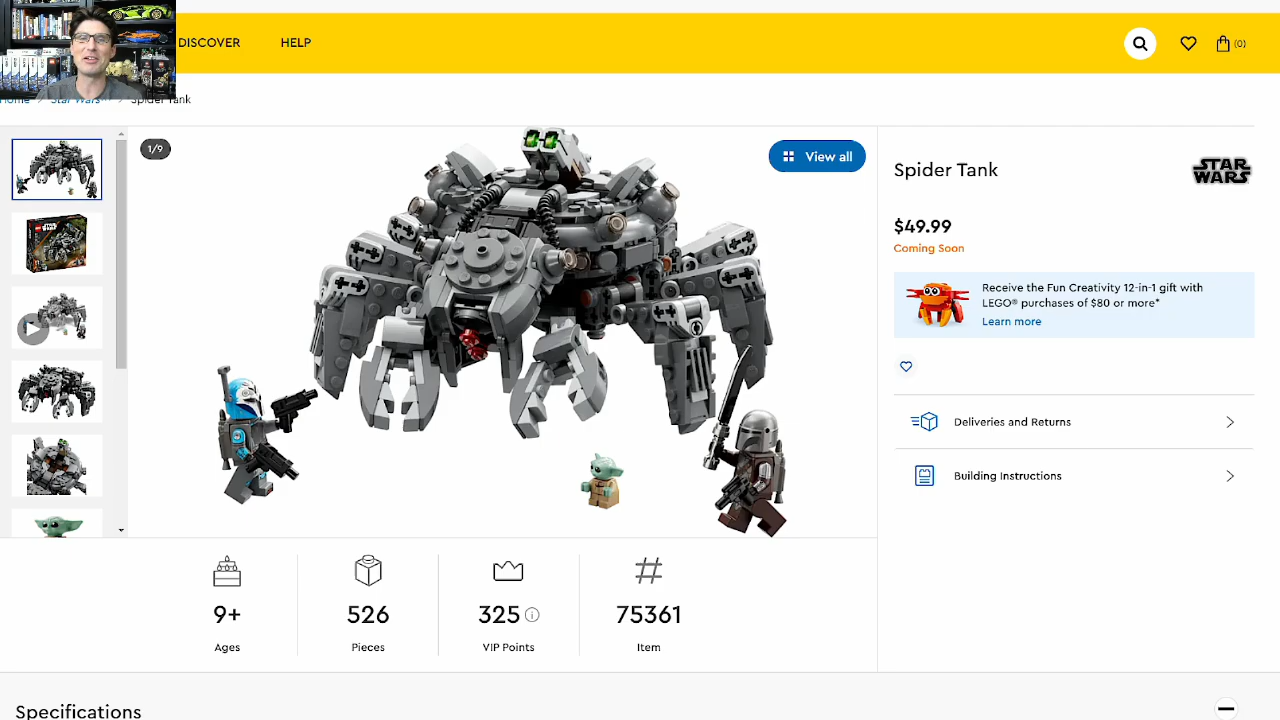 DISCOVER
HELP
(0)
Home
Star Wars™
Spider Tank
1/9
View all
Spider Tank
STAR WARS
$49.99
Coming Soon
Receive the Fun Creativity 12-in-1 gift with
LEGO® purchases of $80 or more*
Learn more
Deliveries and Returns
Building Instructions
9+
Ages
526
Pieces
325
VIP Points
75361
Item
Specifications